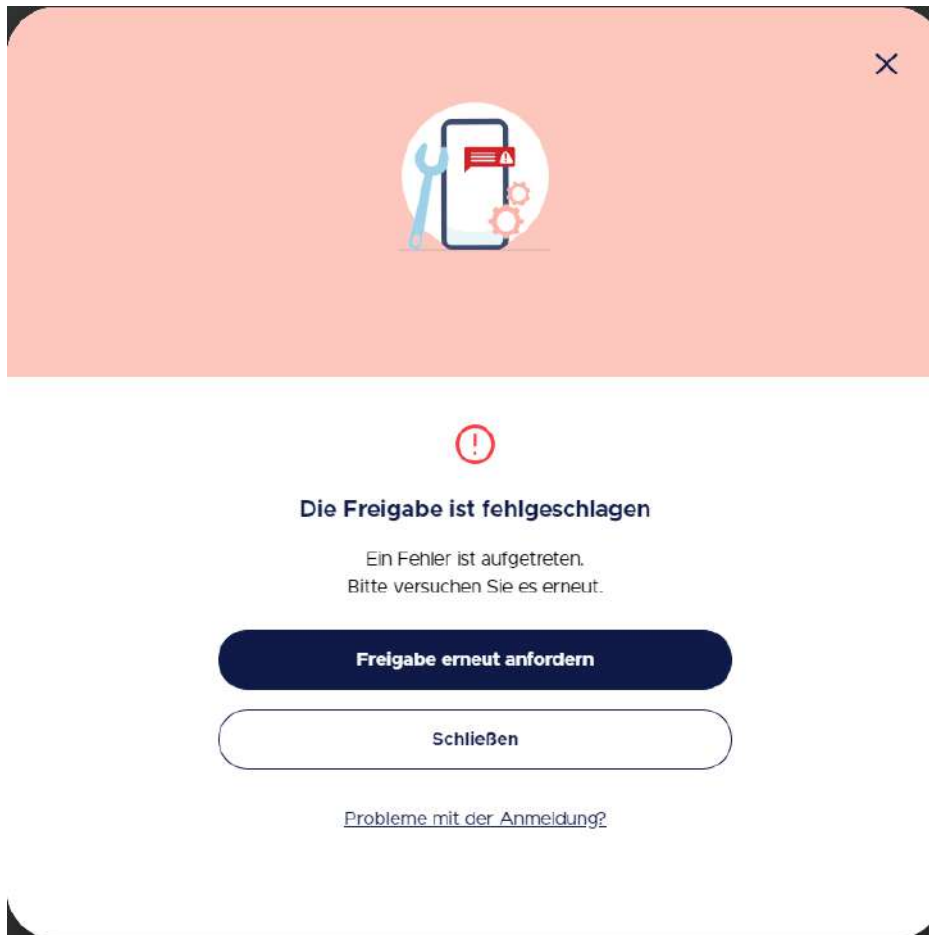 Die Freigabe ist fehlgeschlagen
Ein Fehler ist aufgetreten.
Bitte versuchen Sie es erneut.
Freigabe erneut anfordern
Schließen
Probleme mit der Anmeldung?